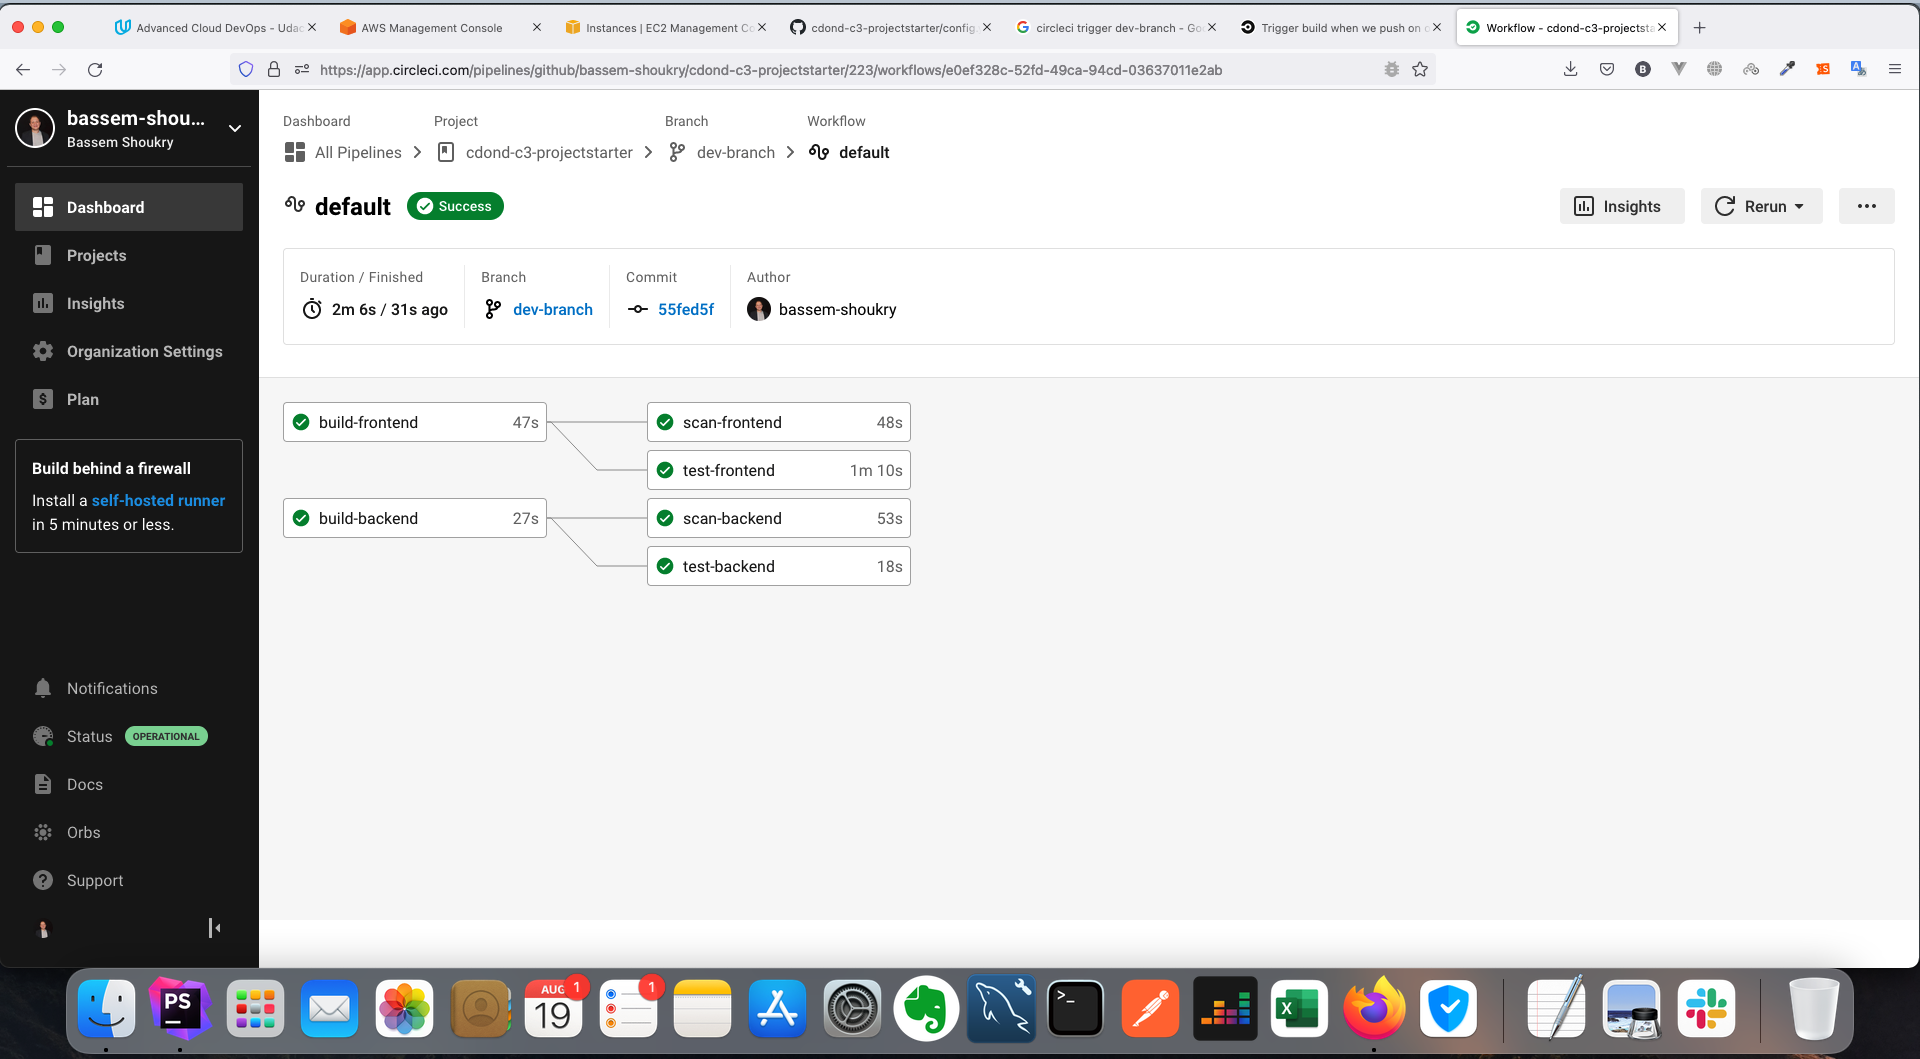 Advanced Cloud DevOps - Udac
AWS Management Console
Instances | EC2 Management Co
cdond-c3-projectstarter/config.
circleci trigger dev-branch - Goo
Trigger build when we push on d
Workflow - cdond-c3-projectsta
https://app.circleci.com/pipelines/github/bassem-shoukry/cdond-c3-projectstarter/223/workflows/e0ef328c-52fd-49ca-94cd-03637011e2ab
bassem-shou...
Bassem Shoukry
Dashboard
Projects
Insights
Organization Settings
Plan
Build behind a firewall
Install a self-hosted runner
in 5 minutes or less.
Notifications
Status OPERATIONAL
Docs
Orbs
Support
Dashboard Project Branch Workflow
All Pipelines cdond-c3-projectstarter dev-branch default
default Success
Insights Rerun
Duration / Finished Branch Commit Author
2m 6s / 31s ago dev-branch 55fed5f bassem-shoukry
build-frontend 47s scan-frontend 48s
test-frontend 1m 10s
build-backend 27s scan-backend 53s
test-backend 18s
PS
AUG 1
19
1